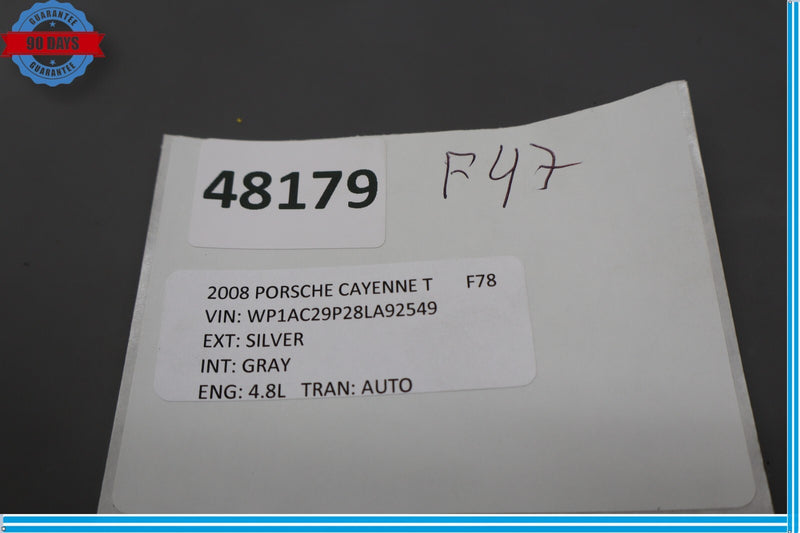 GUARANTEE
90 DAYS
GUARANTEE
48179
F47
2008 PORSCHE CAYENNE T F78
VIN: WP1AC29P28LA92549
EXT: SILVER
INT: GRAY
ENG: 4.8L TRAN: AUTO